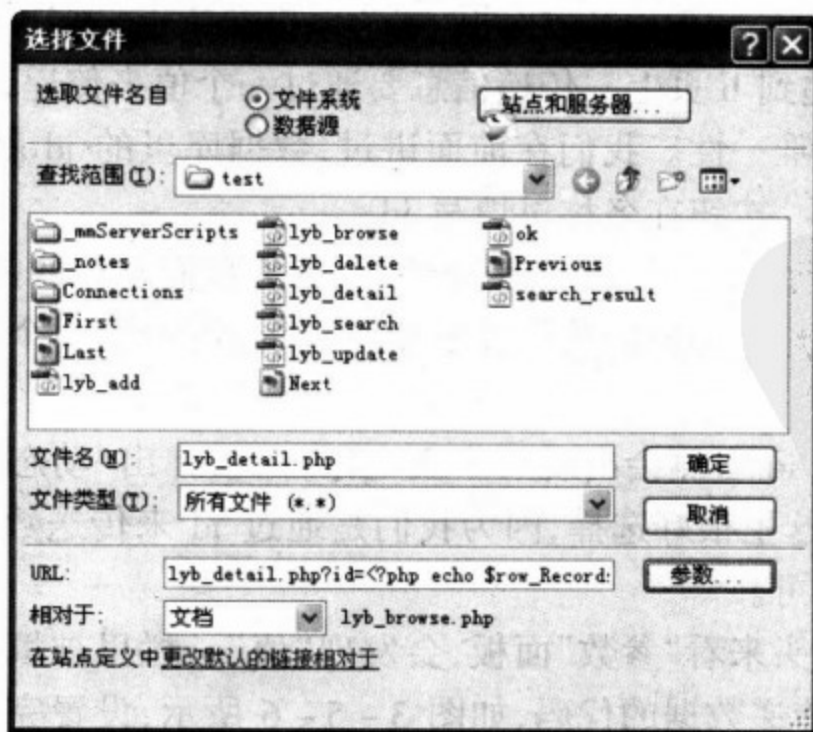 选择文件
选取文件名自
文件系统
数据源
站点和服务器...
查找范围(I):
test
_mmServerScripts
_notes
Connections
First
Last
lyb_add
lyb_browse
lyb_delete
lyb_detail
lyb_search
lyb_update
Next
ok
Previous
search_result
文件名(N):
lyb_detail.php
确定
文件类型(T):
所有文件 (*.*)
取消
URL:
lyb_detail.php?id=<?php echo $row_Record:
参数...
相对于:
文档
lyb_browse.php
在站点定义中更改默认的链接相对于